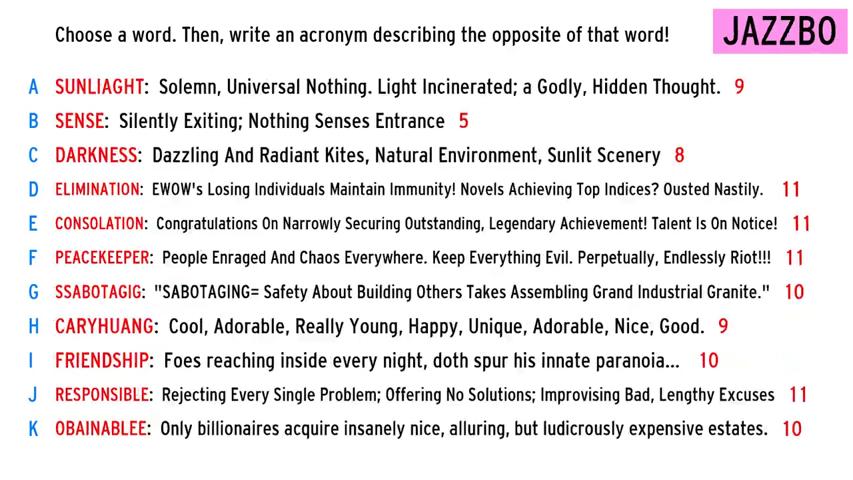 Choose a word. Then, write an acronym describing the opposite of that word!
JAZZBO
A SUNLIAGHT: Solemn, Universal Nothing. Light Incinerated; a Godly, Hidden Thought. 9
B SENSE: Silently Exiting; Nothing Senses Entrance 5
C DARKNESS: Dazzling And Radiant Kites, Natural Environment, Sunlit Scenery 8
D ELIMINATION: EWOW's Losing Individuals Maintain Immunity! Novels Achieving Top Indices? Ousted Nastily. 11
E CONSOLATION: Congratulations On Narrowly Securing Outstanding, Legendary Achievement! Talent Is On Notice! 11
F PEACEKEEPER: People Enraged And Chaos Everywhere. Keep Everything Evil. Perpetually, Endlessly Riot!!! 11
G SSABOTAGIG: "SABOTAGING= Safety About Building Others Takes Assembling Grand Industrial Granite." 10
H CARYHUANG: Cool, Adorable, Really Young, Happy, Unique, Adorable, Nice, Good. 9
I FRIENDSHIP: Foes reaching inside every night, doth spur his innate paranoia... 10
J RESPONSIBLE: Rejecting Every Single Problem; Offering No Solutions; Improvising Bad, Lengthy Excuses 11
K OBAINABLEE: Only billionaires acquire insanely nice, alluring, but ludicrously expensive estates. 10